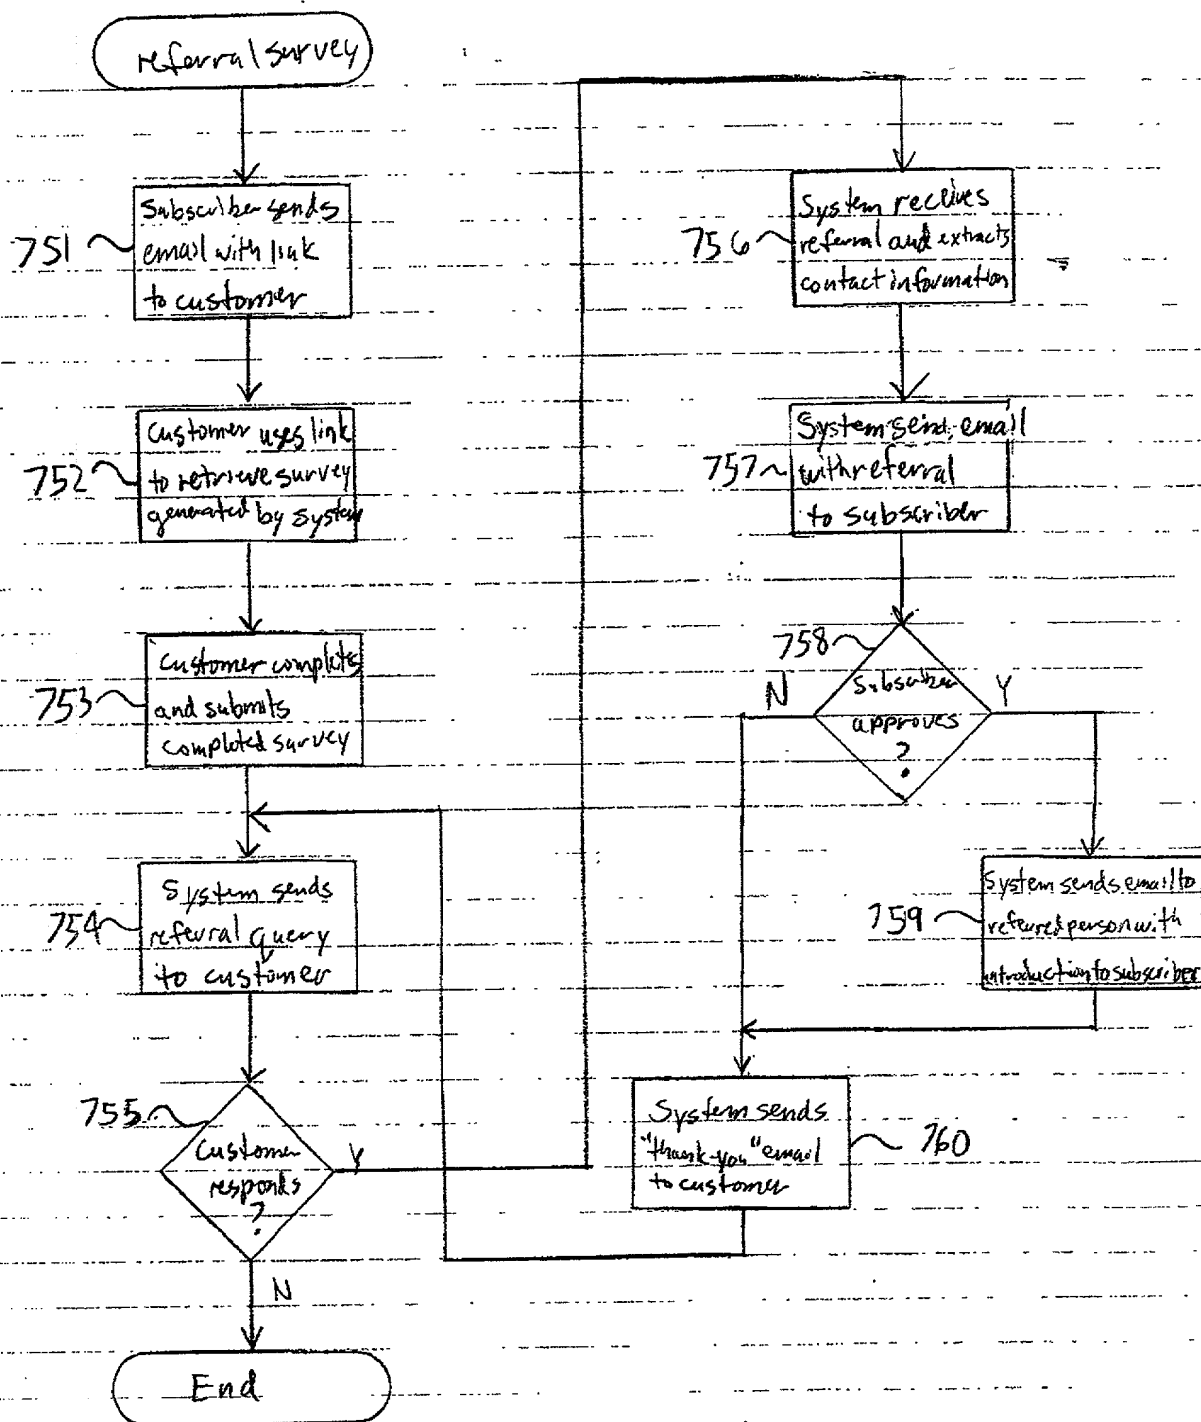 referral survey
751
Subscriber sends
email with link
to customer
752
Customer uses link
to retrieve survey
generated by system
753
Customer complets
and submits
completed survey
754
System sends
referral query
to customer
755
Customer
responds
?
Y
N
End
756
System receives
referral and extracts
contact information
757
System sends email
with referral
to subscriber
758
Subscriber
approves
?
N
Y
759
System sends email to
referred person with
introduction to subscriber
System sends
"thank-you" email
to customer
760